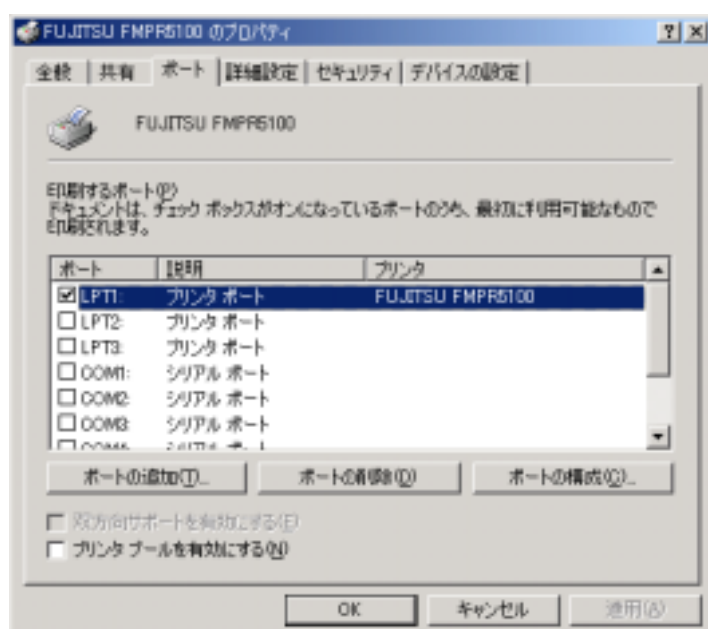 FUJITSU FMPR5100 のプロパティ
全般 共有 ポート 詳細設定 セキュリティ デバイスの設定
FUJITSU FMPR5100
印刷するポート(P)
ドキュメントは、チェック ボックスがオンになっているポートのうち、最初に利用可能なもので
印刷されます。
ポート 説明 プリンタ
LPT1: プリンタ ポート FUJITSU FMPR5100
LPT2: プリンタ ポート
LPT3: プリンタ ポート
COM1: シリアル ポート
COM2: シリアル ポート
COM3: シリアル ポート
COM4: シリアル ポート
ポートの追加(T)... ポートの削除(D) ポートの構成(C)...
双方向サポートを有効にする(E)
プリンタ プールを有効にする(N)
OK キャンセル 適用(A)